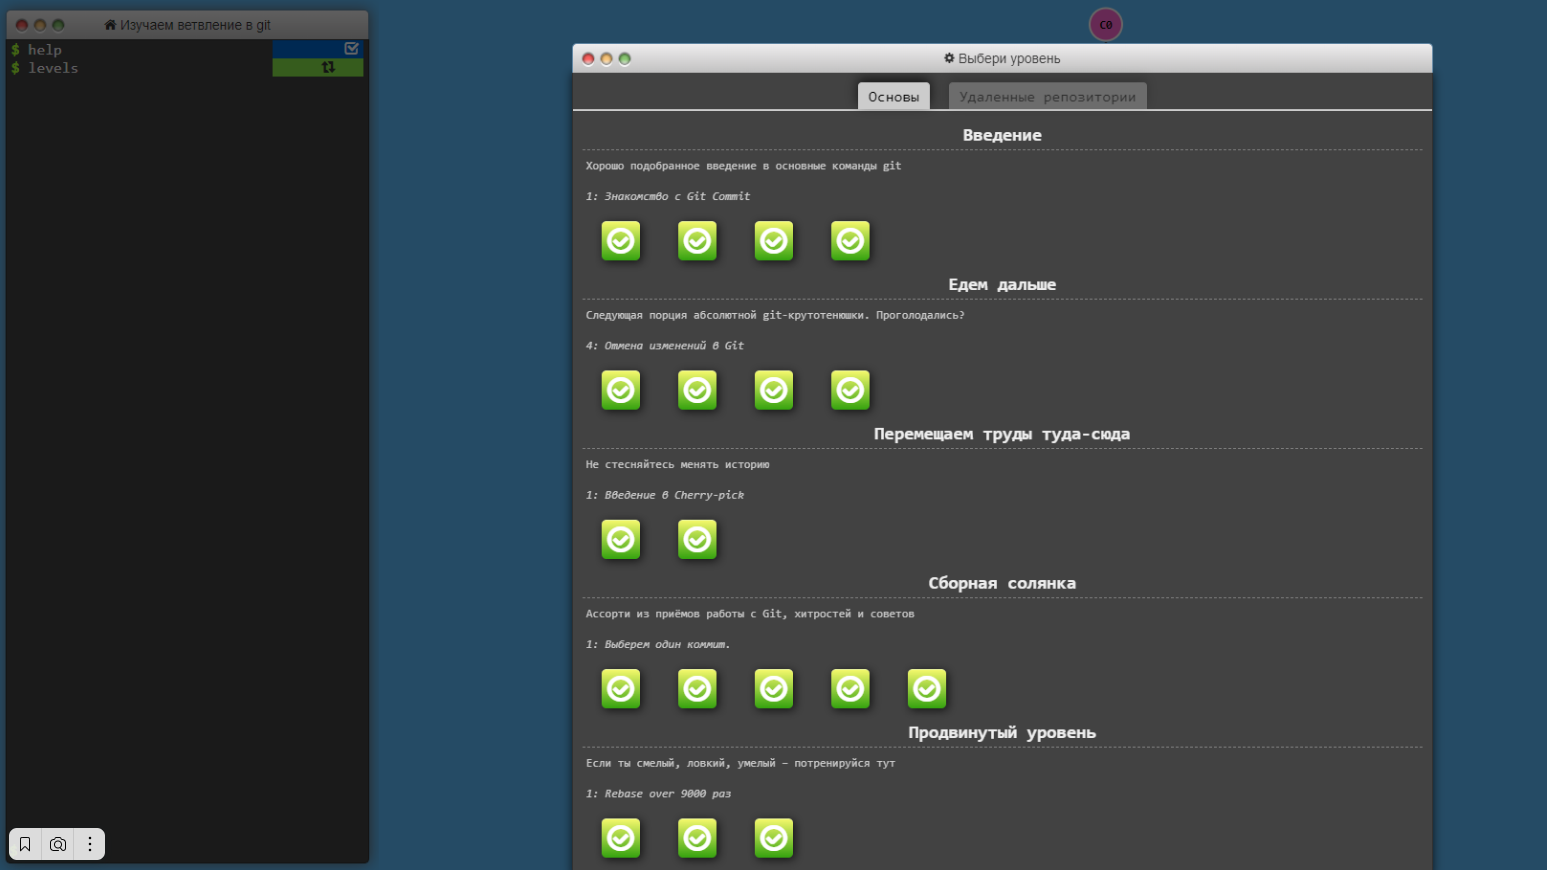 Изучаем ветвление в git
$ help
$ levels
C0
Выбери уровень
Основы
Удаленные репозитории
Введение
Хорошо подобранное введение в основные команды git
1: Знакомство с Git Commit
Едем дальше
Следующая порция абсолютной git-крутотенюшки. Проголодались?
4: Отмена изменений в Git
Перемещаем труды туда-сюда
Не стесняйтесь менять историю
1: Введение в Cherry-pick
Сборная солянка
Ассорти из приёмов работы с Git, хитростей и советов
1: Выберем один коммит.
Продвинутый уровень
Если ты смелый, ловкий, умелый — потренируйся тут
1: Rebase over 9000 раз